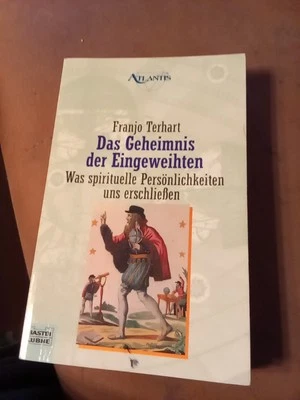 ATLANTIS
Franjo Terhart
Das Geheimnis
der Eingeweihten
Was spirituelle Persönlichkeiten
uns erschließen
BASTEI
LÜBBE